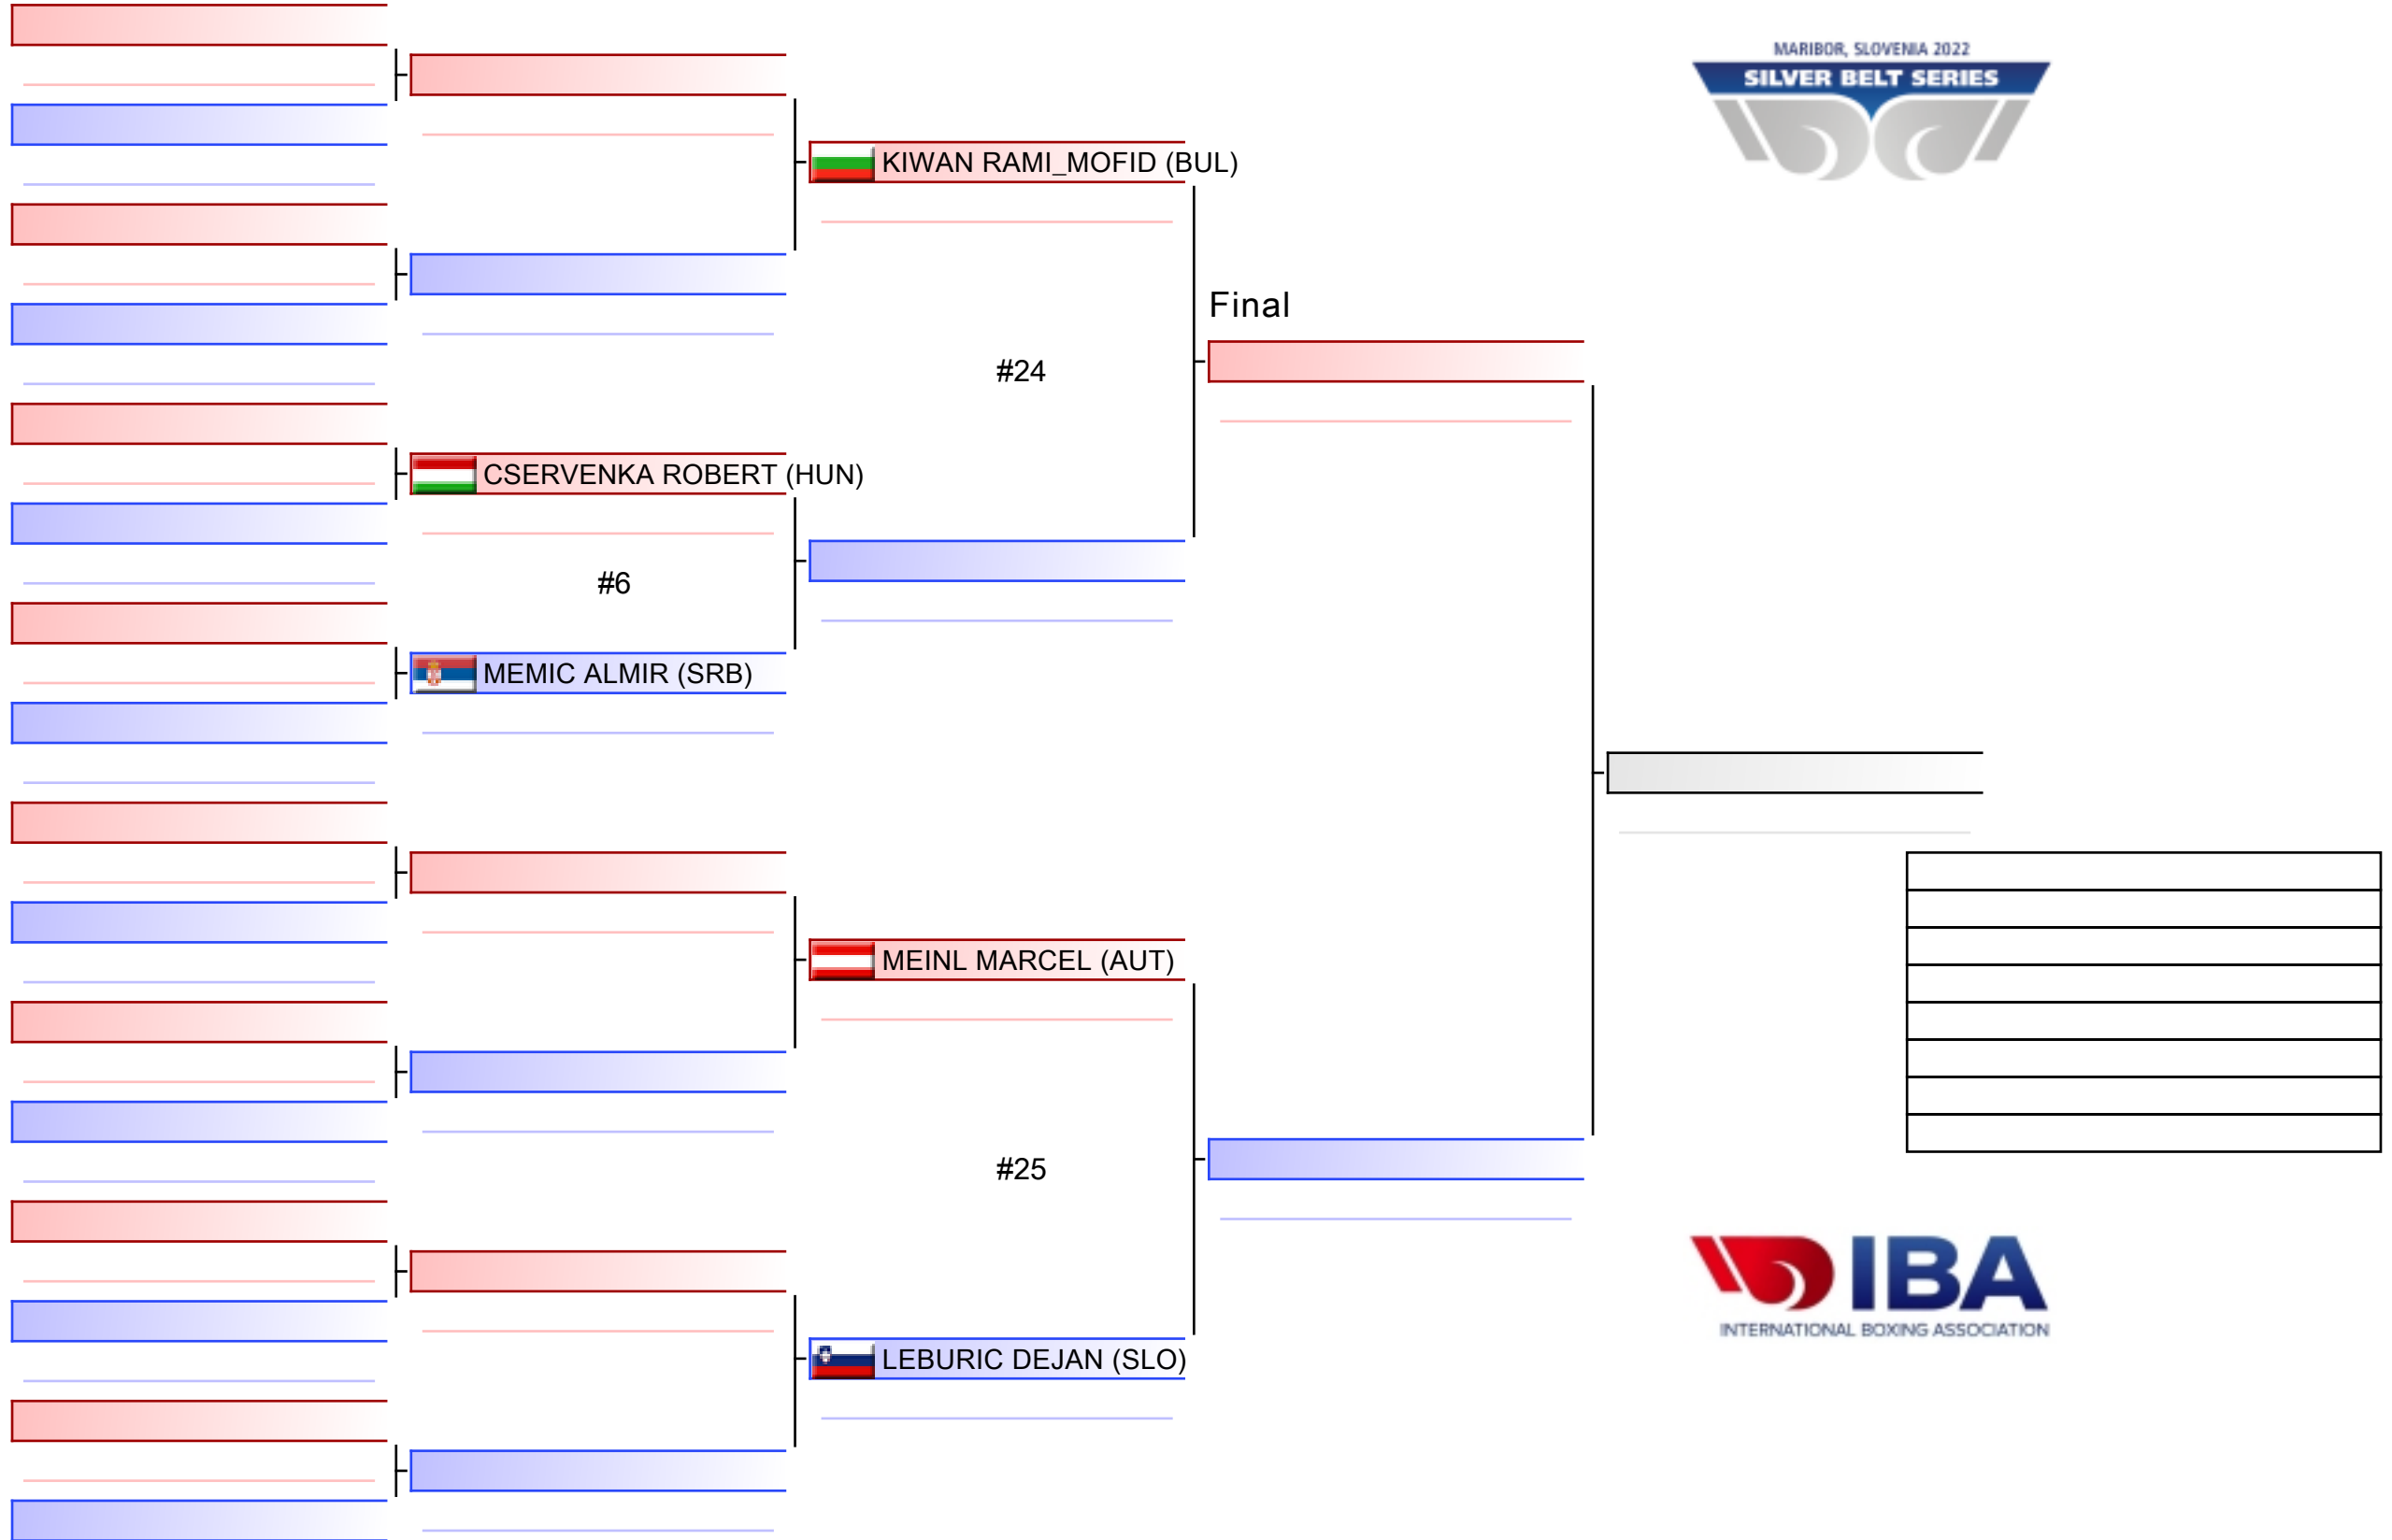 MARIBOR, SLOVENIA 2022
SILVER BELT SERIES
KIWAN RAMI_MOFID (BUL)
Final
#24
CSERVENKA ROBERT (HUN)
#6
MEMIC ALMIR (SRB)
MEINL MARCEL (AUT)
#25
IBA
INTERNATIONAL BOXING ASSOCIATION
LEBURIC DEJAN (SLO)